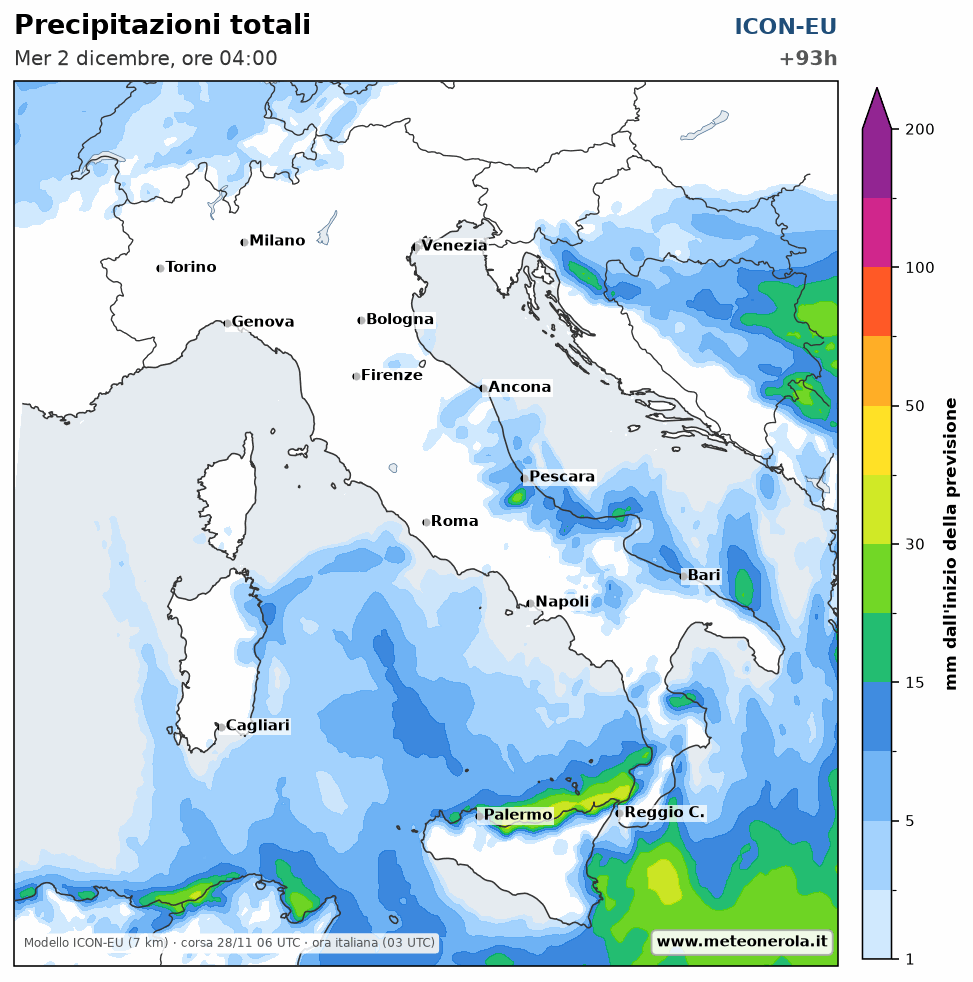 Precipitazioni totali
ICON-EU
Mer 2 dicembre, ore 04:00
+93h
200
100
50
30
15
5
1
mm dall'inizio della previsione
Milano
Venezia
Torino
Genova
Bologna
Firenze
Ancona
Pescara
Roma
Bari
Napoli
Cagliari
Palermo
Reggio C.
Modello ICON-EU (7 km) · corsa 28/11 06 UTC · ora italiana (03 UTC)
www.meteonerola.it